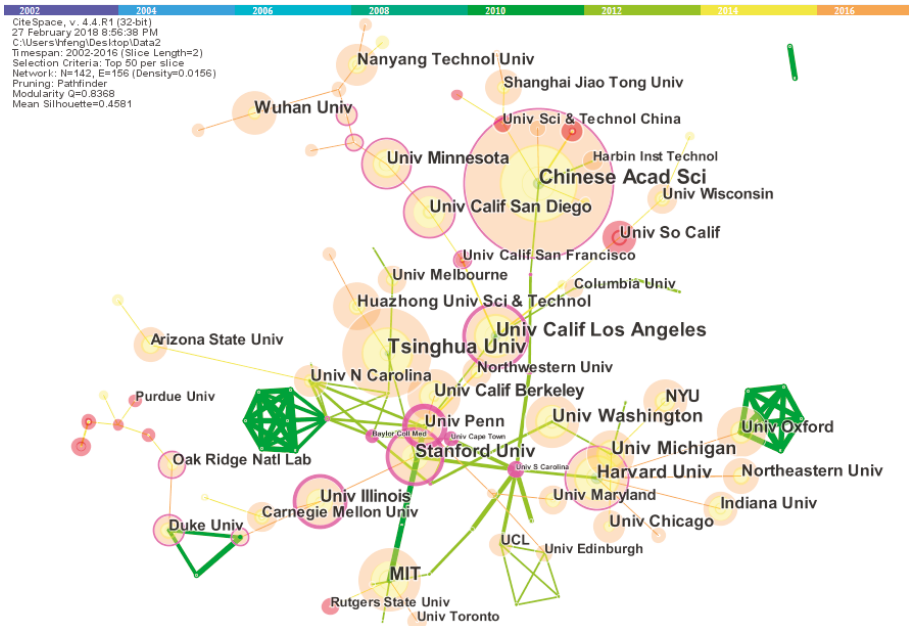 2002 2004 2006 2008 2010 2012 2014 2016
CiteSpace, v. 4.4.R1 (32-bit)
27 February 2018 8:56:38 PM
C:\Users\hfeng\Desktop\Data2
Timespan: 2002-2016 (Slice Length=2)
Selection Criteria: Top 50 per slice
Network: N=142, E=156 (Density=0.0156)
Pruning: Pathfinder
Modularity Q=0.8368
Mean Silhouette=0.4581
Nanyang Technol Univ
Shanghai Jiao Tong Univ
Wuhan Univ
Univ Sci & Technol China
Univ Minnesota
Harbin Inst Technol
Chinese Acad Sci
Univ Wisconsin
Univ Calif San Diego
Univ So Calif
Univ Calif San Francisco
Univ Melbourne
Columbia Univ
Huazhong Univ Sci & Technol
Univ Calif Los Angeles
Arizona State Univ
Tsinghua Univ
Northwestern Univ
Univ N Carolina
Univ Calif Berkeley
Purdue Univ
NYU
Univ Washington
Univ Penn
Univ Oxford
Baylor Coll Med
Univ Cape Town
Stanford Univ
Univ Michigan
Oak Ridge Natl Lab
Univ S Carolina
Harvard Univ
Northeastern Univ
Univ Illinois
Univ Maryland
Indiana Univ
Carnegie Mellon Univ
Duke Univ
Univ Chicago
UCL
Univ Edinburgh
MIT
Rutgers State Univ
Univ Toronto